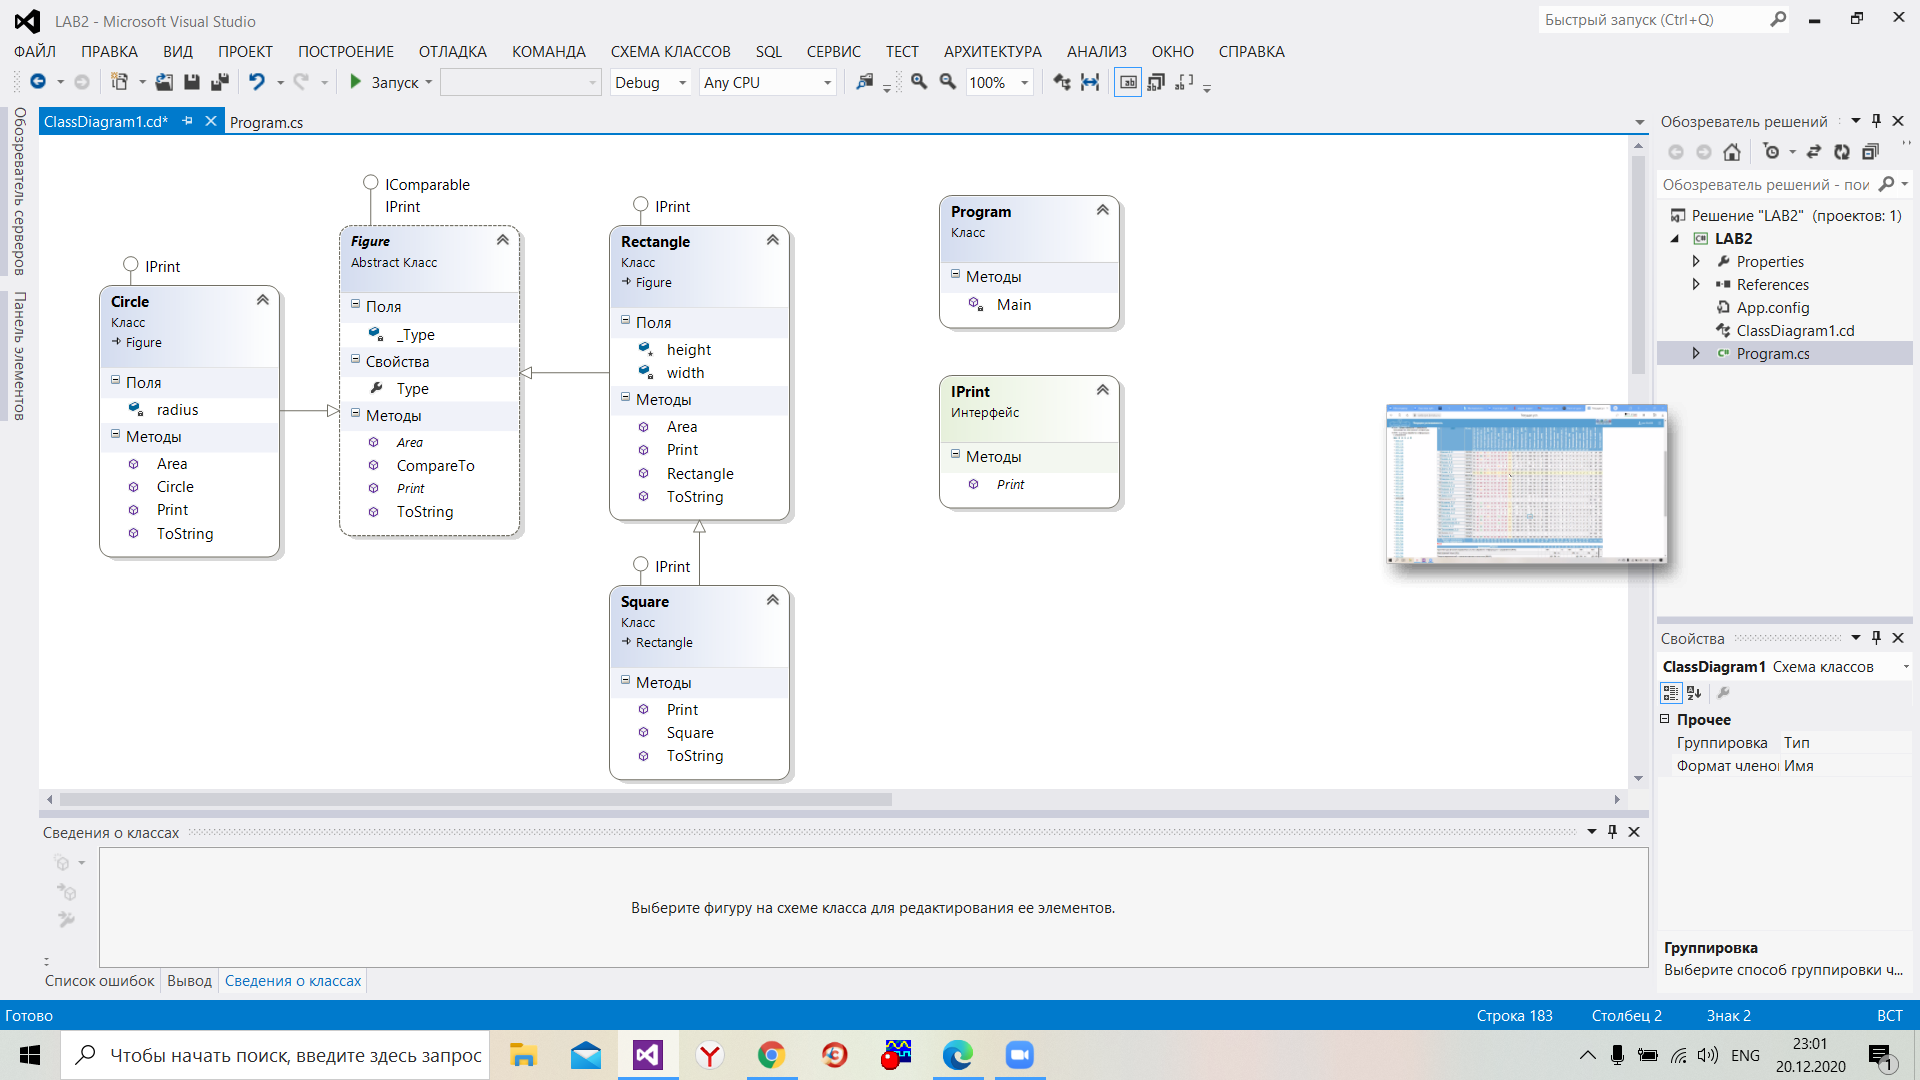 LAB2 - Microsoft Visual Studio
Быстрый запуск (Ctrl+Q)
ФАЙЛ ПРАВКА ВИД ПРОЕКТ ПОСТРОЕНИЕ ОТЛАДКА КОМАНДА СХЕМА КЛАССОВ SQL СЕРВИС ТЕСТ АРХИТЕКТУРА АНАЛИЗ ОКНО СПРАВКА
Запуск Debug Any CPU 100%
Обозреватель серверов
Панель элементов
ClassDiagram1.cd* Program.cs
IPrint
Circle
Класс
Figure
Поля
radius
Методы
Area
Circle
Print
ToString
IComparable
IPrint
Figure
Abstract Класс
Поля
_Type
Свойства
Type
Методы
Area
CompareTo
Print
ToString
IPrint
Rectangle
Класс
Figure
Поля
height
width
Методы
Area
Print
Rectangle
ToString
IPrint
Square
Класс
Rectangle
Методы
Print
Square
ToString
Program
Класс
Методы
Main
IPrint
Интерфейс
Методы
Print
Обозреватель решений
Обозреватель решений - пои
Решение "LAB2" (проектов: 1)
LAB2
Properties
References
App.config
ClassDiagram1.cd
Program.cs
Свойства
ClassDiagram1 Схема классов
Прочее
Группировка Тип
Формат члено Имя
Группировка
Выберите способ группировки ч...
Сведения о классах
Выберите фигуру на схеме класса для редактирования ее элементов.
Список ошибок Вывод Сведения о классах
Готово Строка 183 Столбец 2 Знак 2 ВСТ
Чтобы начать поиск, введите здесь запрос
ENG
23:01
20.12.2020
1